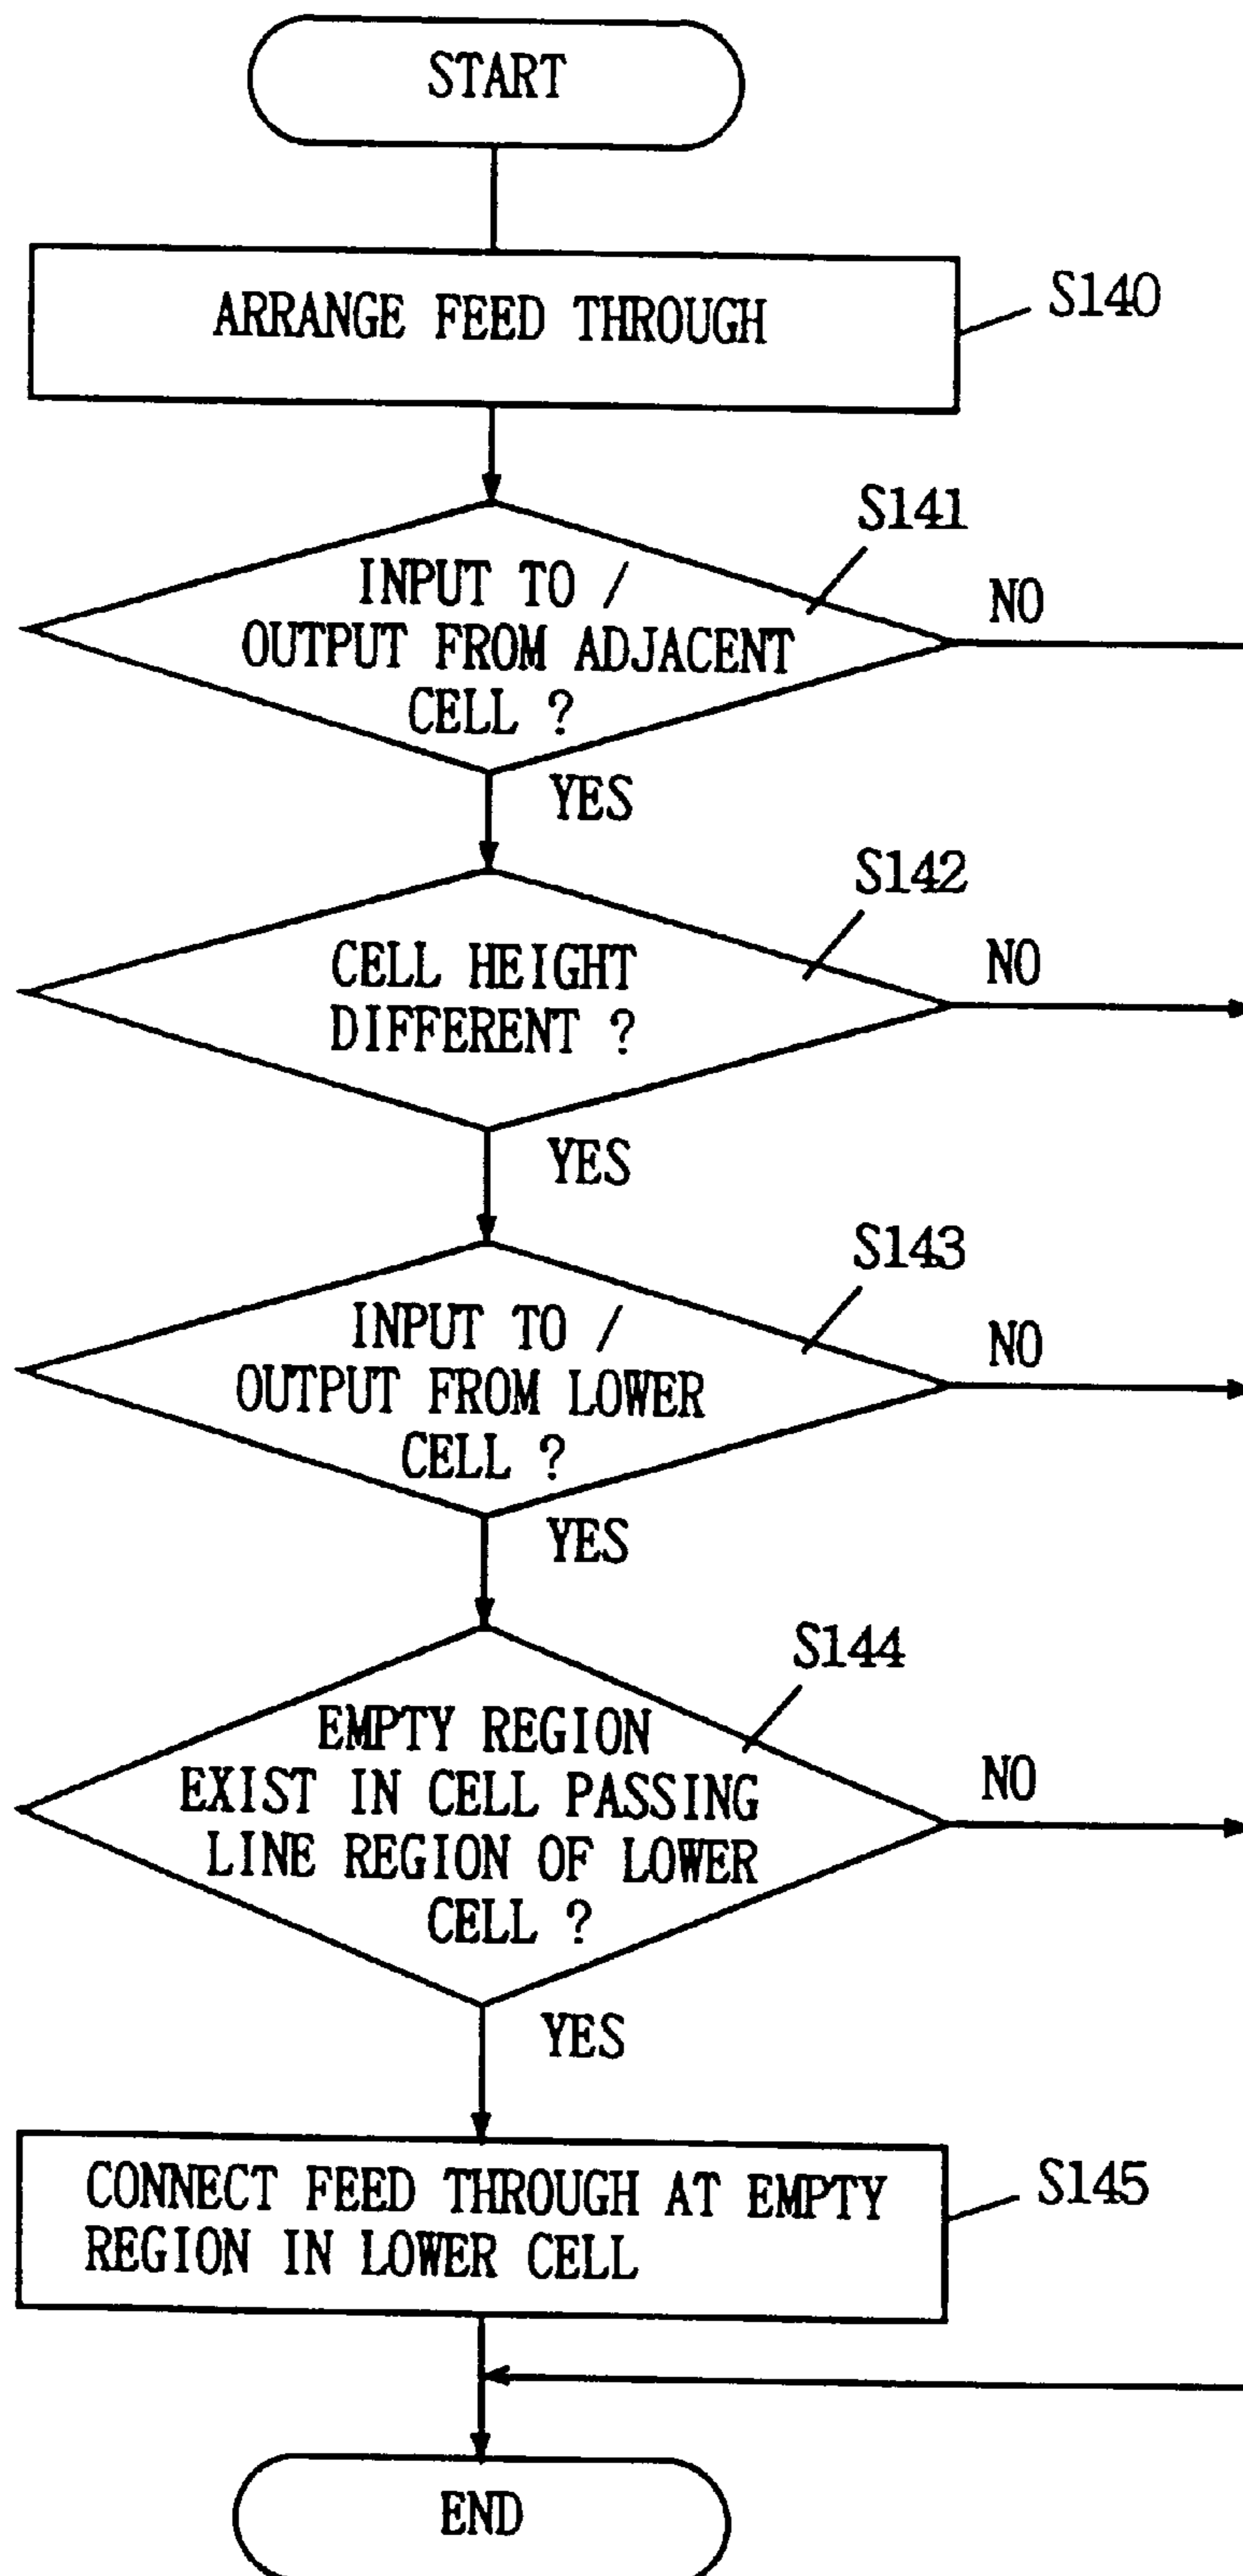 START
ARRANGE FEED THROUGH
S140
S141
INPUT TO /
OUTPUT FROM ADJACENT
CELL ?
NO
YES
S142
CELL HEIGHT
DIFFERENT ?
NO
YES
S143
INPUT TO /
OUTPUT FROM LOWER
CELL ?
NO
YES
S144
EMPTY REGION
EXIST IN CELL PASSING
LINE REGION OF LOWER
CELL ?
NO
YES
CONNECT FEED THROUGH AT EMPTY
REGION IN LOWER CELL
S145
END